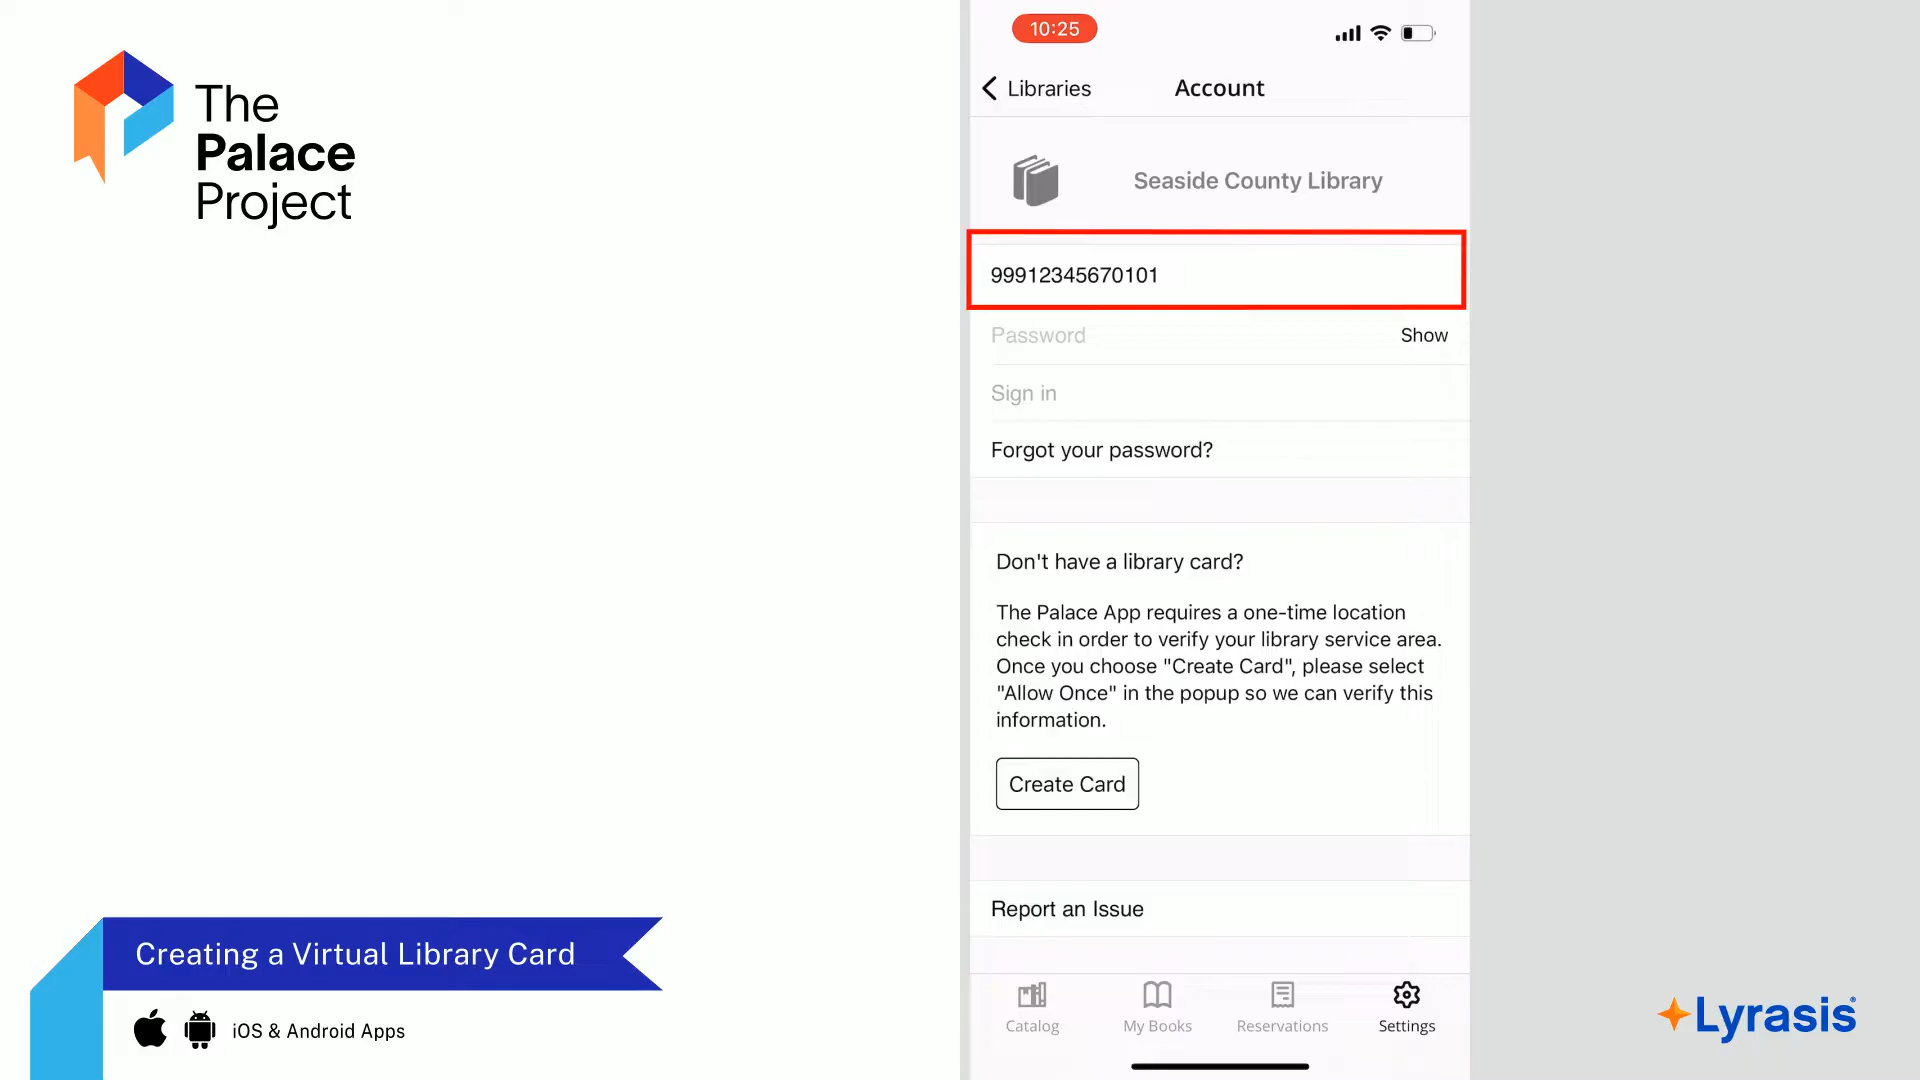 The
Palace
Project
10:25
Libraries
Account
Seaside County Library
99912345670101
Password
Show
Sign in
Forgot your password?
Don't have a library card?
The Palace App requires a one-time location
check in order to verify your library service area.
Once you choose "Create Card", please select
"Allow Once" in the popup so we can verify this
information.
Create Card
Report an Issue
Catalog
My Books
Reservations
Settings
Creating a Virtual Library Card
iOS & Android Apps
Lyrasis